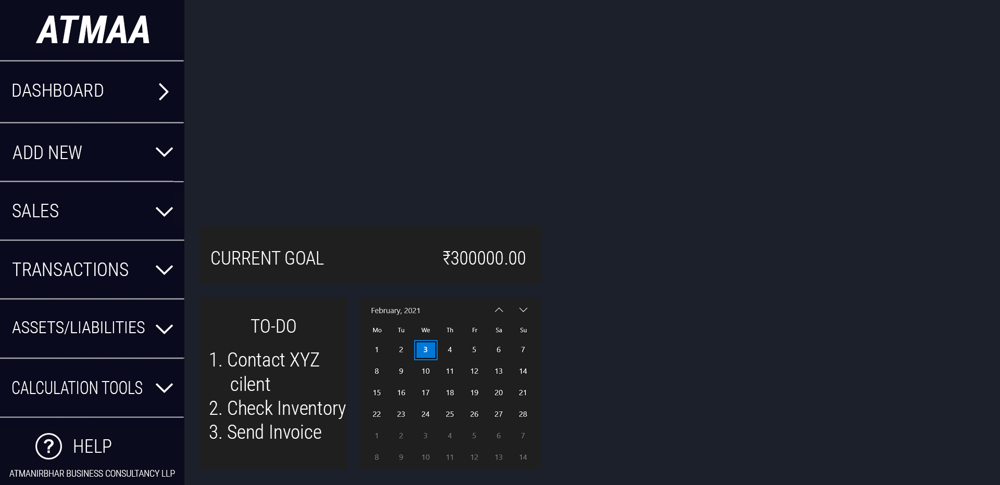 ATMAA
DASHBOARD
ADD NEW
SALES
TRANSACTIONS
ASSETS/LIABILITIES
CALCULATION TOOLS
? HELP
ATMANIRBHAR BUSINESS CONSULTANCY LLP
CURRENT GOAL ₹300000.00
TO-DO
1. Contact XYZ
cilent
2. Check Inventory
3. Send Invoice
February, 2021
Mo Tu We Th Fr Sa Su
1 2 3 4 5 6 7
8 9 10 11 12 13 14
15 16 17 18 19 20 21
22 23 24 25 26 27 28
1 2 3 4 5 6 7
8 9 10 11 12 13 14